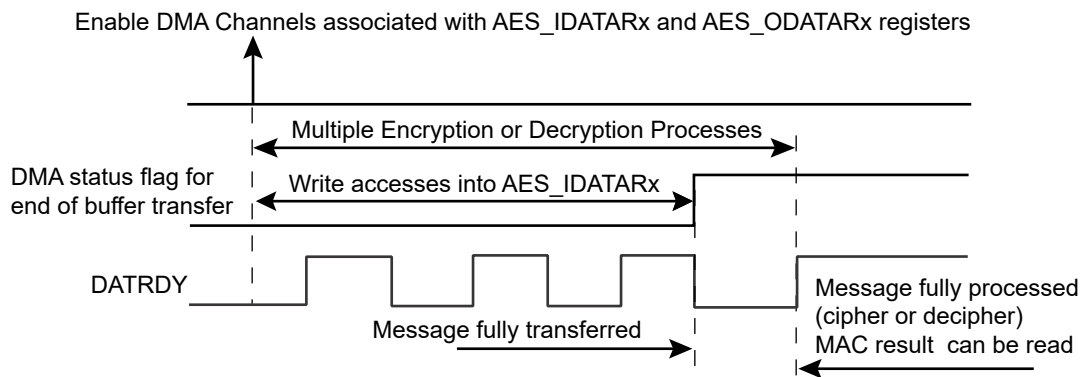 Enable DMA Channels associated with AES_IDATARx and AES_ODATARx registers
Multiple Encryption or Decryption Processes
DMA status flag for
end of buffer transfer
Write accesses into AES_IDATARx
DATRDY
Message fully transferred
Message fully processed
(cipher or decipher)
MAC result can be read